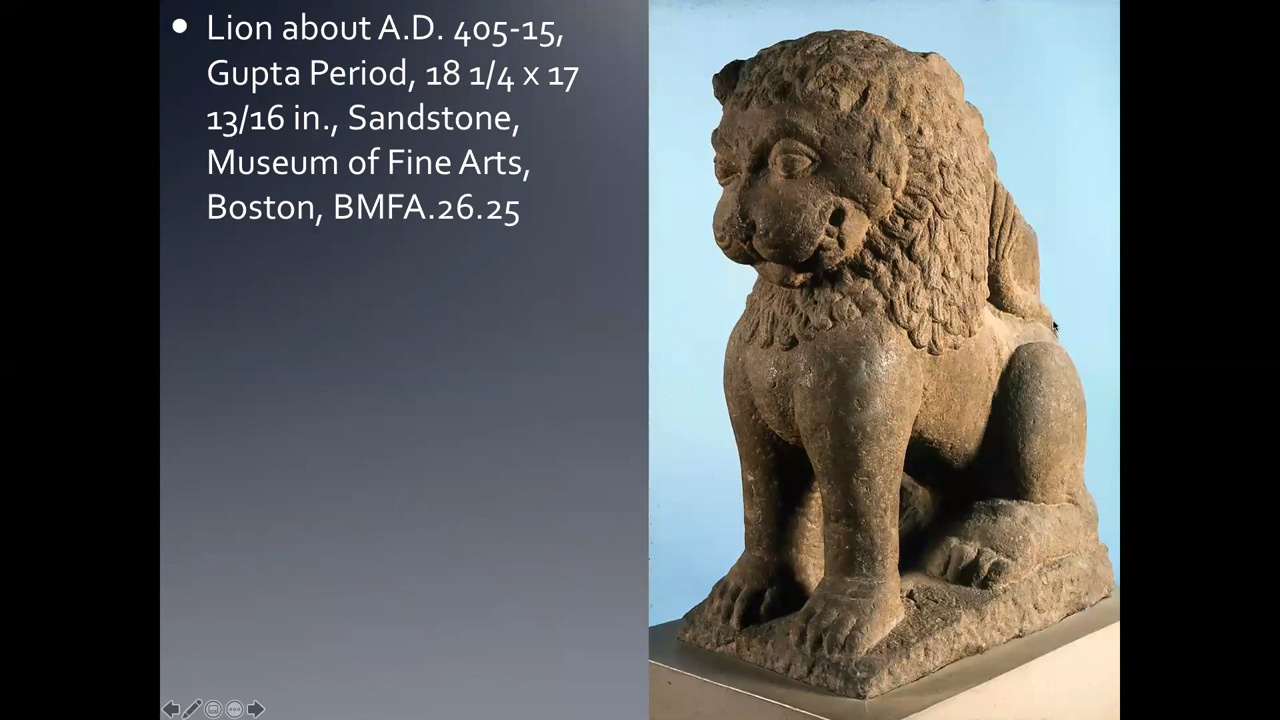 Lion about A.D. 405-15,
Gupta Period, 18 1/4 x 17
13/16 in., Sandstone,
Museum of Fine Arts,
Boston, BMFA.26.25